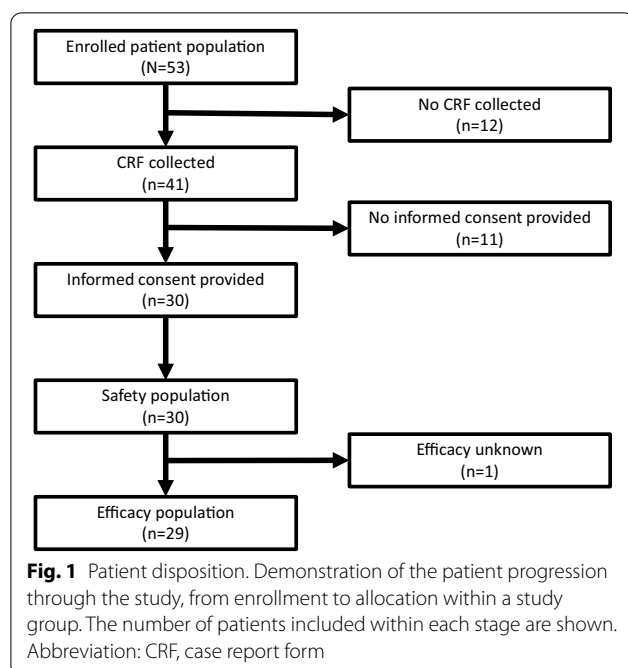 Enrolled patient population
(N=53)
No CRF collected
(n=12)
CRF collected
(n=41)
No informed consent provided
(n=11)
Informed consent provided
(n=30)
Safety population
(n=30)
Efficacy unknown
(n=1)
Efficacy population
(n=29)
Fig. 1 Patient disposition. Demonstration of the patient progression
through the study, from enrollment to allocation within a study
group. The number of patients included within each stage are shown.
Abbreviation: CRF, case report form